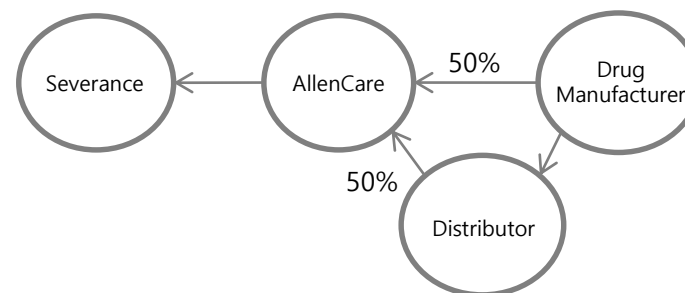 Severance
AllenCare
50%
Drug
Manufacturer
50%
Distributor